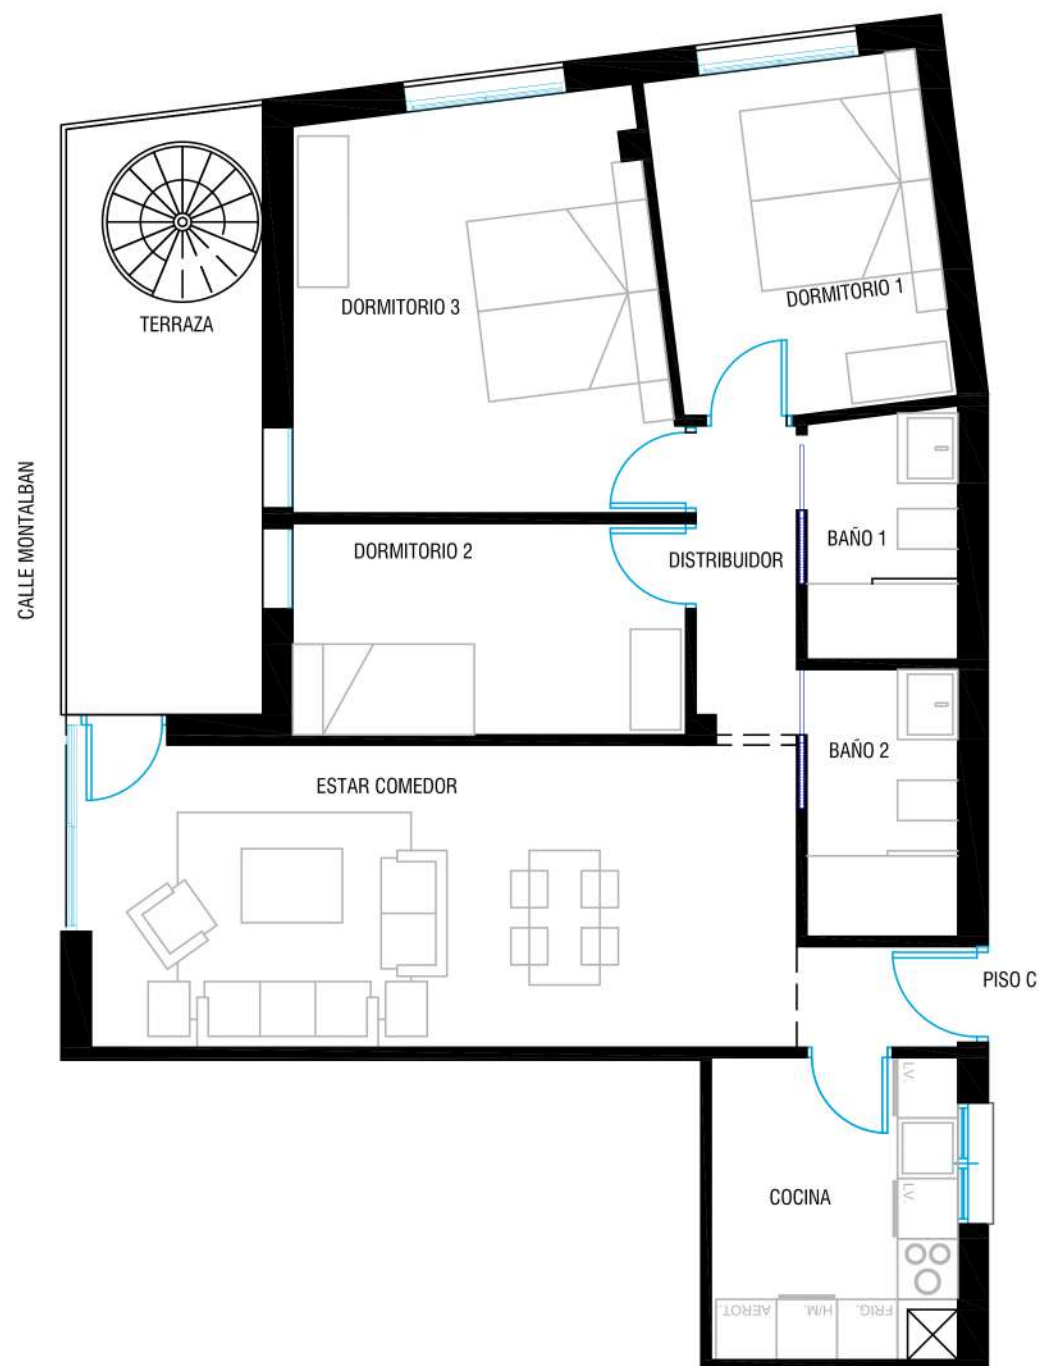 DORMITORIO 1
DORMITORIO 3
TERRAZA
CALLE MONTALBAN
DORMITORIO 2
DISTRIBUIDOR
BAÑO 1
BAÑO 2
ESTAR COMEDOR
PISO C
LV.
COCINA
LV.
AEROT.
H/M.
FRIG.